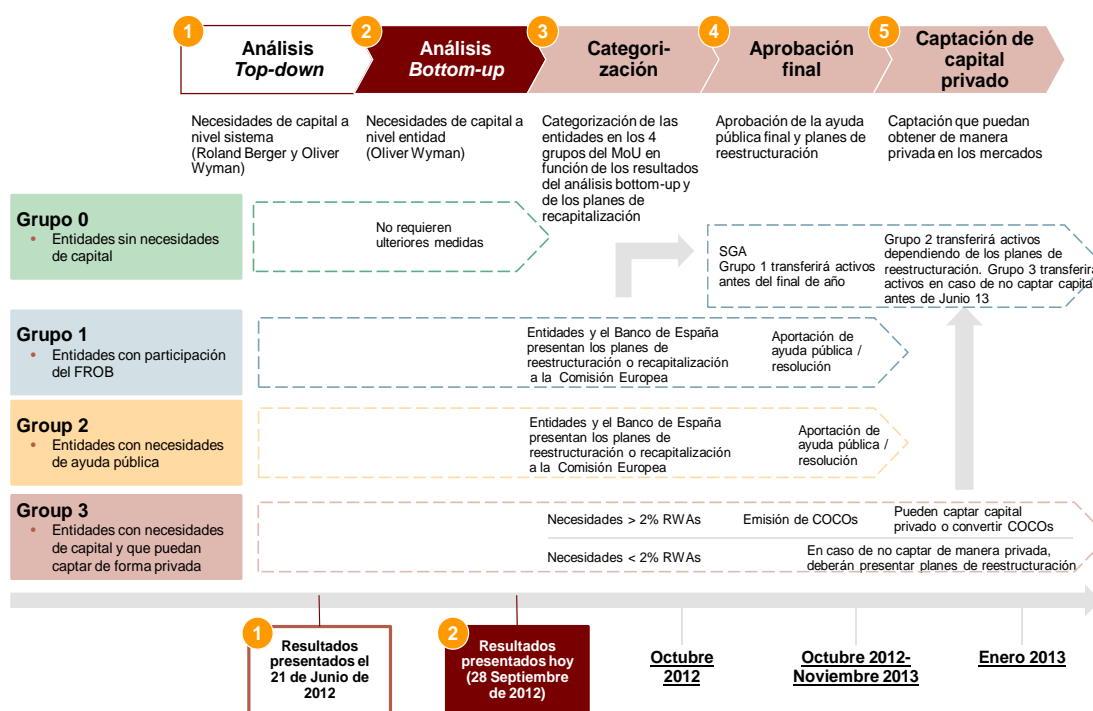 1
Análisis
Top-down
2
Análisis
Bottom-up
3
Categori-
zación
4
Aprobación
final
5
Captación de
capital
privado
Necesidades de capital a
nivel sistema
(Roland Berger y Oliver
Wyman)
Necesidades de capital a
nivel entidad
(Oliver Wyman)
Categorización de las
entidades en los 4
grupos del MoU en
función de los resultados
del análisis bottom-up y
de los planes de
recapitalización
Aprobación de la ayuda
pública final y planes de
reestructuración
Captación que puedan
obtener de manera
privada en los mercados
Grupo 0
• Entidades sin necesidades
de capital
No requieren
ulteriores medidas
SGA
Grupo 1 transferirá activos
antes del final de año
Grupo 2 transferirá activos
dependiendo de los planes de
reestructuración. Grupo 3 transferirá
activos en caso de no captar capital
antes de Junio 13
Grupo 1
• Entidades con participación
del FROB
Entidades y el Banco de España
presentan los planes de
reestructuración o recapitalización
a la Comisión Europea
Aportación de
ayuda pública /
resolución
Group 2
• Entidades con necesidades
de ayuda pública
Entidades y el Banco de España
presentan los planes de
reestructuración o recapitalización
a la Comisión Europea
Aportación de
ayuda pública /
resolución
Group 3
• Entidades con necesidades
de capital y que puedan
captar de forma privada
Necesidades > 2% RWAs
Emisión de COCOs
Pueden captar capital
privado o convertir COCOs
Necesidades < 2% RWAs
En caso de no captar de manera privada,
deberán presentar planes de reestructuración
1
Resultados
presentados el
21 de Junio de
2012
2
Resultados
presentados hoy
(28 Septiembre
de 2012)
Octubre
2012
Octubre 2012-
Noviembre 2013
Enero 2013